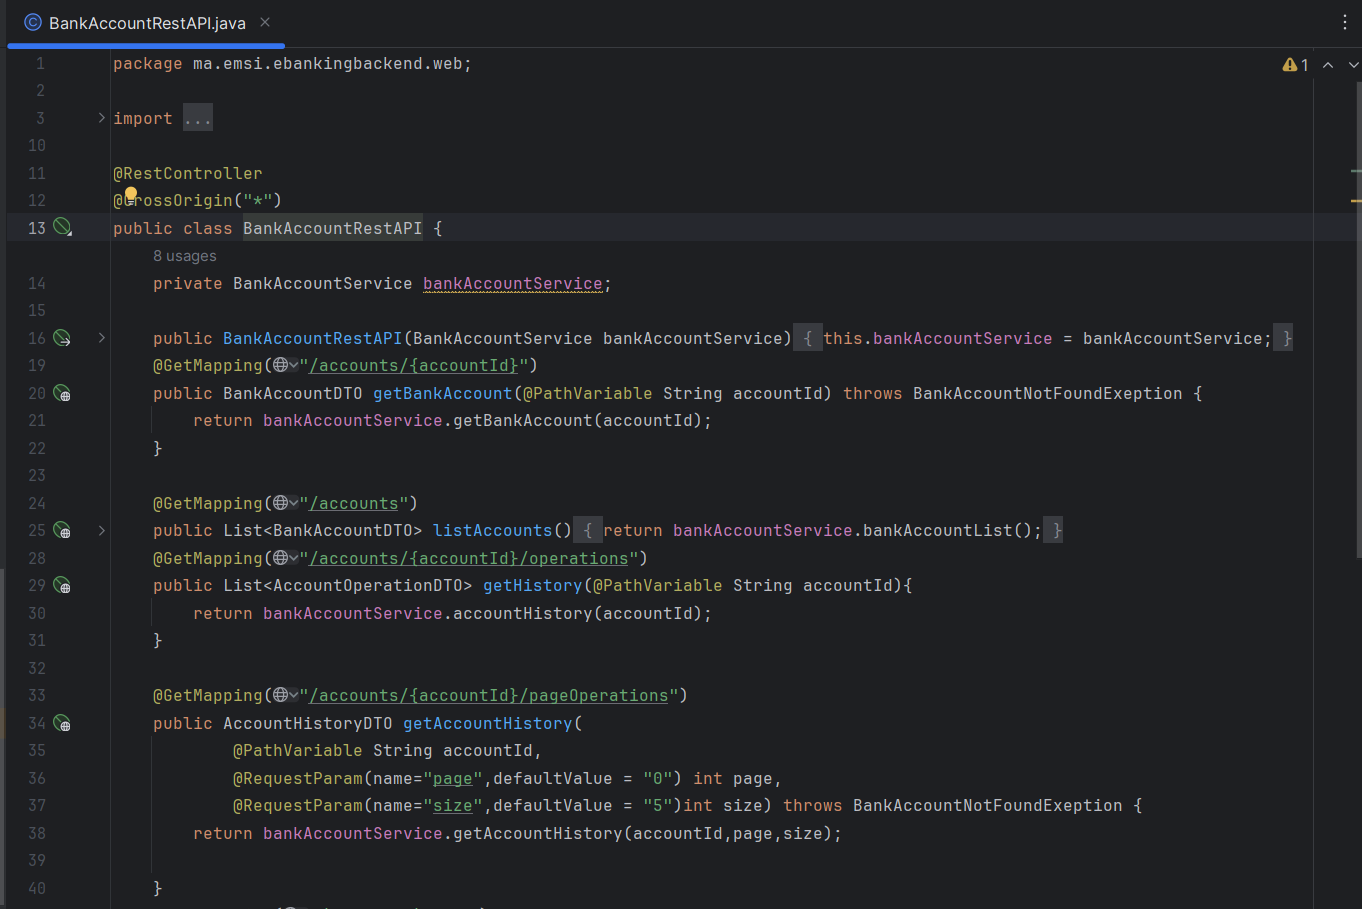 BankAccountRestAPI.java
1 package ma.emsi.ebankingbackend.web;
1
2
3 import ...
10
11 @RestController
12 @CrossOrigin("*")
13 public class BankAccountRestAPI {
8 usages
14 private BankAccountService bankAccountService;
15
16 public BankAccountRestAPI(BankAccountService bankAccountService) { this.bankAccountService = bankAccountService; }
19 @GetMapping("/accounts/{accountId}")
20 public BankAccountDTO getBankAccount(@PathVariable String accountId) throws BankAccountNotFoundExeption {
21 return bankAccountService.getBankAccount(accountId);
22 }
23
24 @GetMapping("/accounts")
25 public List<BankAccountDTO> listAccounts() { return bankAccountService.bankAccountList(); }
28 @GetMapping("/accounts/{accountId}/operations")
29 public List<AccountOperationDTO> getHistory(@PathVariable String accountId){
30 return bankAccountService.accountHistory(accountId);
31 }
32
33 @GetMapping("/accounts/{accountId}/pageOperations")
34 public AccountHistoryDTO getAccountHistory(
35 @PathVariable String accountId,
36 @RequestParam(name="page",defaultValue = "0") int page,
37 @RequestParam(name="size",defaultValue = "5")int size) throws BankAccountNotFoundExeption {
38 return bankAccountService.getAccountHistory(accountId,page,size);
39
40 }